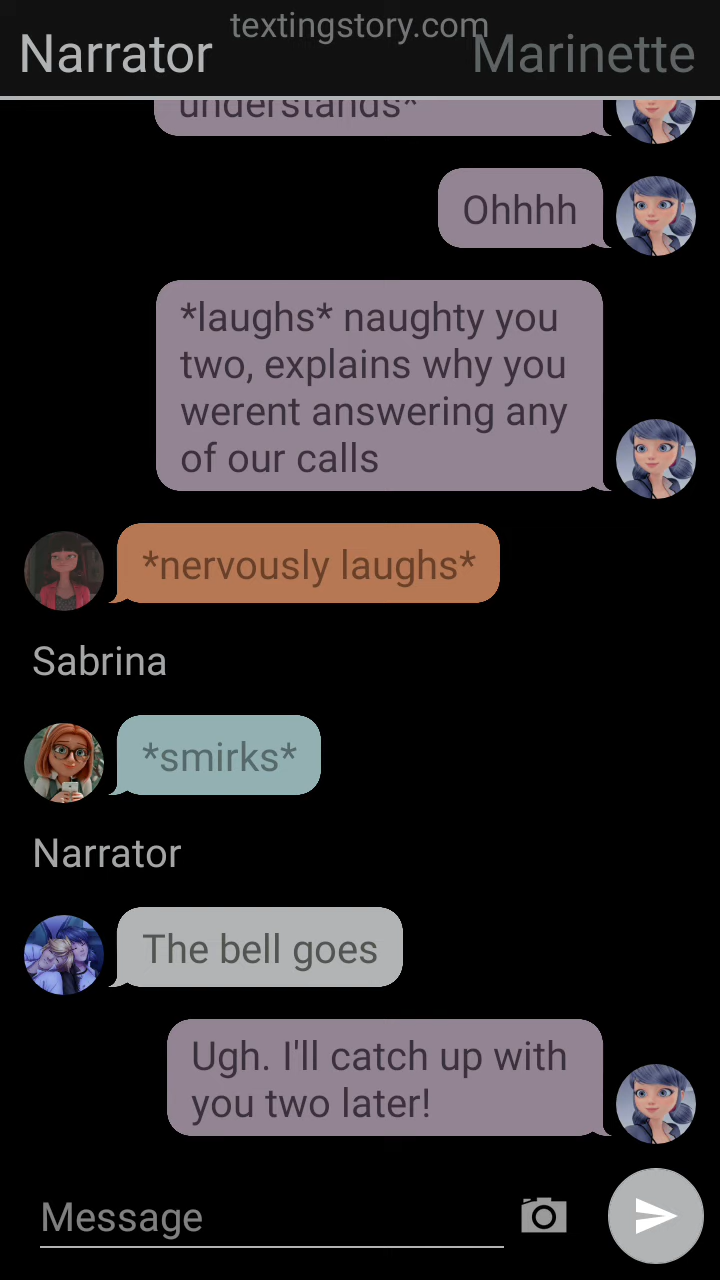 textingstory.com
Narrator
Marinette
understands*
Ohhhh
*laughs* naughty you
two, explains why you
werent answering any
of our calls
*nervously laughs*
Sabrina
*smirks*
Narrator
The bell goes
Ugh. I'll catch up with
you two later!
Message